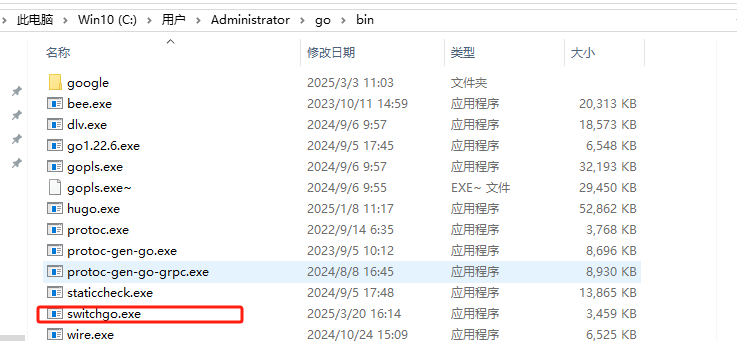 此电脑 > Win10 (C:) > 用户 > Administrator > go > bin
名称 修改日期 类型 大小
google 2025/3/3 11:03 文件夹
bee.exe 2023/10/11 14:59 应用程序 20,313 KB
dlv.exe 2024/9/6 9:57 应用程序 18,573 KB
go1.22.6.exe 2024/9/5 17:45 应用程序 6,548 KB
gopls.exe 2024/9/6 9:57 应用程序 32,193 KB
gopls.exe~ 2024/9/6 9:55 EXE~ 文件 29,450 KB
hugo.exe 2025/1/8 11:17 应用程序 52,862 KB
protoc.exe 2022/9/14 6:35 应用程序 3,768 KB
protoc-gen-go.exe 2023/9/5 10:12 应用程序 8,696 KB
protoc-gen-go-grpc.exe 2024/8/8 16:45 应用程序 8,930 KB
staticcheck.exe 2024/9/5 17:48 应用程序 13,865 KB
switchgo.exe 2025/3/20 16:14 应用程序 3,459 KB
wire.exe 2024/10/24 15:09 应用程序 6,525 KB